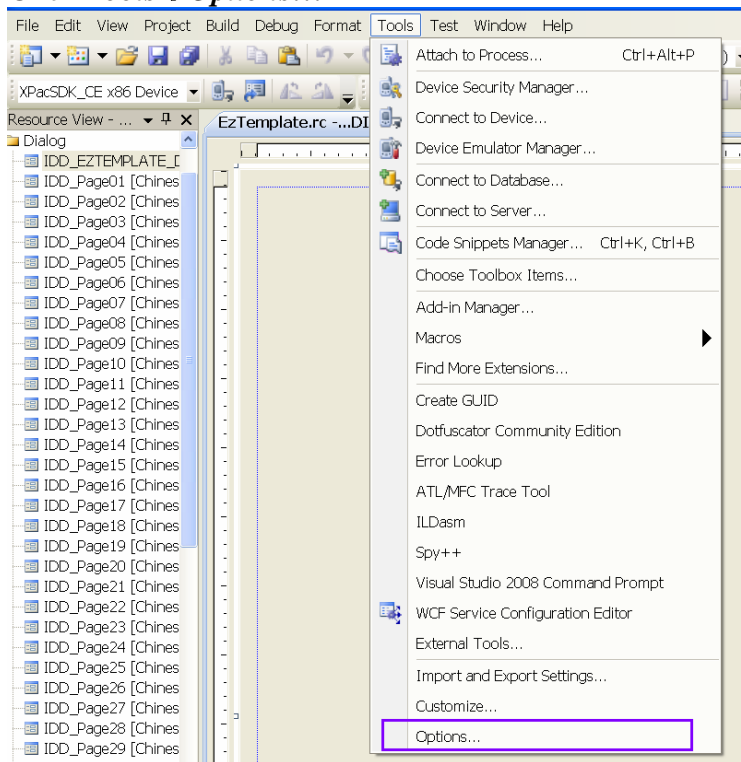 File Edit View Project Build Debug Format Tools Test Window Help
XPacSDK_CE x86 Device
Resource View - ...
EzTemplate.rc -...DI
Dialog
IDD_EZTEMPLATE_D
IDD_Page01 [Chines
IDD_Page02 [Chines
IDD_Page03 [Chines
IDD_Page04 [Chines
IDD_Page05 [Chines
IDD_Page06 [Chines
IDD_Page07 [Chines
IDD_Page08 [Chines
IDD_Page09 [Chines
IDD_Page10 [Chines
IDD_Page11 [Chines
IDD_Page12 [Chines
IDD_Page13 [Chines
IDD_Page14 [Chines
IDD_Page15 [Chines
IDD_Page16 [Chines
IDD_Page17 [Chines
IDD_Page18 [Chines
IDD_Page19 [Chines
IDD_Page20 [Chines
IDD_Page21 [Chines
IDD_Page22 [Chines
IDD_Page23 [Chines
IDD_Page24 [Chines
IDD_Page25 [Chines
IDD_Page26 [Chines
IDD_Page27 [Chines
IDD_Page28 [Chines
IDD_Page29 [Chines
Attach to Process... Ctrl+Alt+P
Device Security Manager...
Connect to Device...
Device Emulator Manager...
Connect to Database...
Connect to Server...
Code Snippets Manager... Ctrl+K, Ctrl+B
Choose Toolbox Items...
Add-in Manager...
Macros
Find More Extensions...
Create GUID
Dotfuscator Community Edition
Error Lookup
ATL/MFC Trace Tool
ILDasm
Spy++
Visual Studio 2008 Command Prompt
WCF Service Configuration Editor
External Tools...
Import and Export Settings...
Customize...
Options...